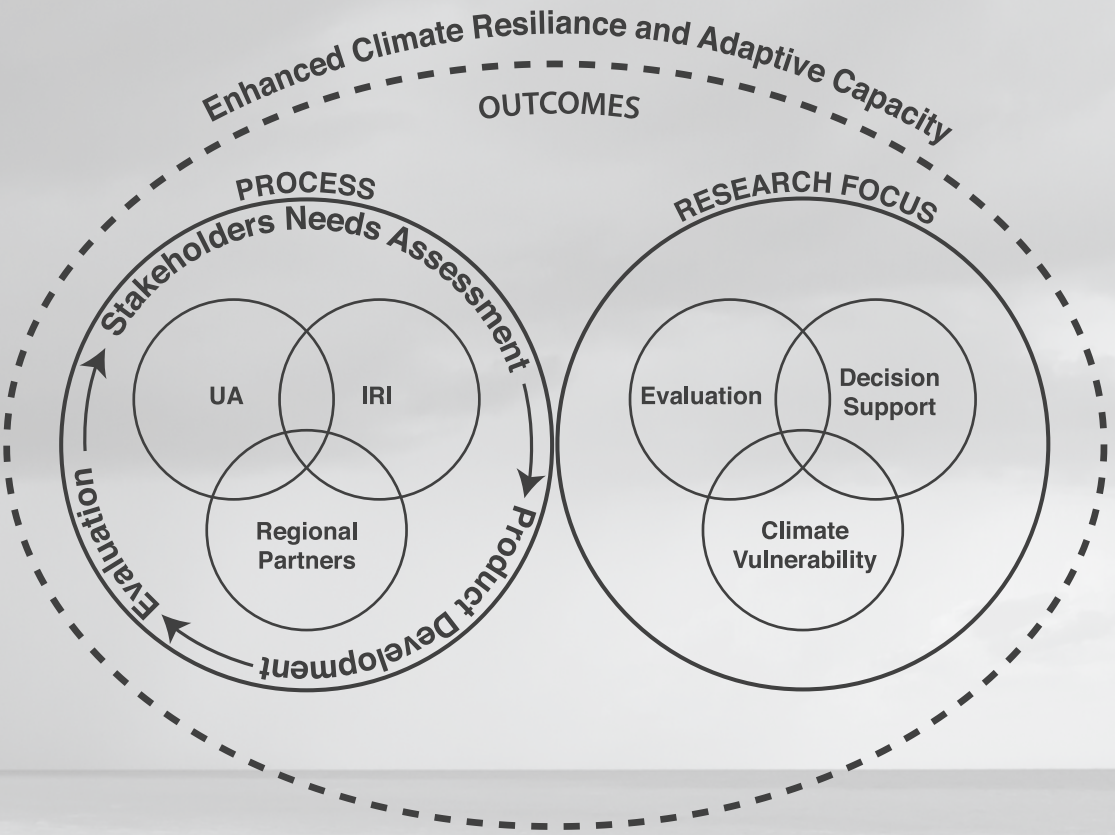 Enhanced Climate Resiliance and Adaptive Capacity
OUTCOMES
PROCESS
Stakeholders Needs Assessment
Product Development
Evaluation
UA
IRI
Regional
Partners
RESEARCH FOCUS
Evaluation
Decision
Support
Climate
Vulnerability